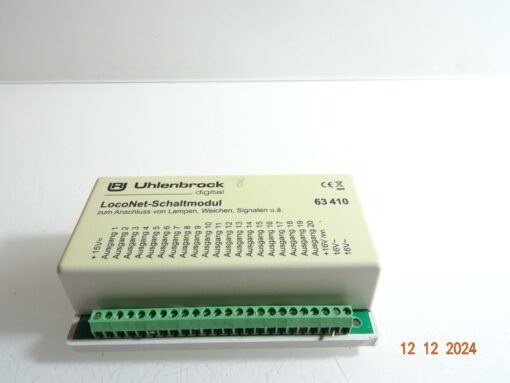 Uhlenbrock
digital
LocoNet-Schaltmodul
63 410
zum Anschluss von Lampen, Weichen, Signalen u.ä.
Ausgang 1
Ausgang 2
Ausgang 3
Ausgang 4
Ausgang 5
Ausgang 6
Ausgang 7
Ausgang 8
Ausgang 9
Ausgang 10
Ausgang 11
Ausgang 12
Ausgang 13
Ausgang 14
Ausgang 15
Ausgang 16
Ausgang 17
Ausgang 18
Ausgang 19
Ausgang 20
16V~
16V~
12 12 2024